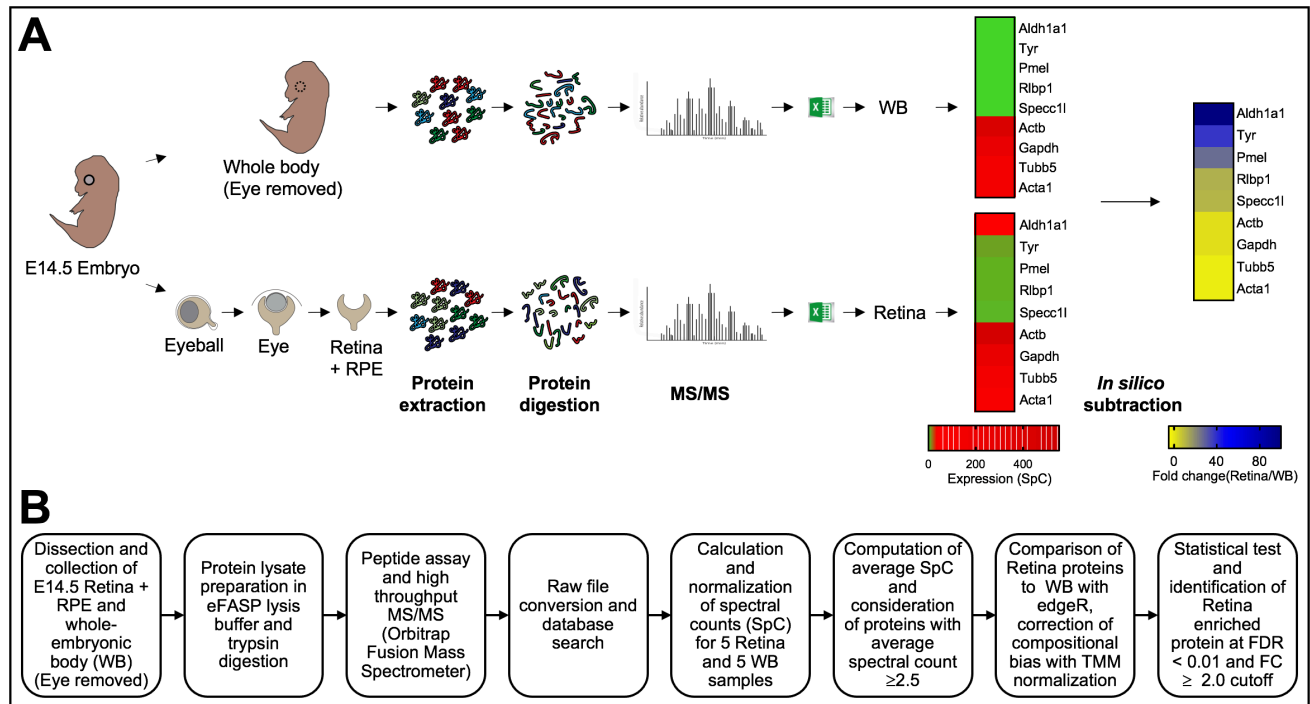 A
Whole body
(Eye removed)
E14.5 Embryo
Eyeball
Eye
Retina
+ RPE
Protein
extraction
Protein
digestion
MS/MS
X
WB
X
Retina
Aldh1a1
Tyr
Pmel
Rlbp1
Specc1l
Actb
Gapdh
Tubb5
Acta1
Aldh1a1
Tyr
Pmel
Rlbp1
Specc1l
Actb
Gapdh
Tubb5
Acta1
0 200 400
Expression (SpC)
In silico
subtraction
Aldh1a1
Tyr
Pmel
Rlbp1
Specc1l
Actb
Gapdh
Tubb5
Acta1
0 40 80
Fold change(Retina/WB)
B
Dissection and
collection of
E14.5 Retina +
RPE and
whole-
embryonic
body (WB)
(Eye removed)
Protein lysate
preparation in
eFASP lysis
buffer and
trypsin
digestion
Peptide assay
and high
throughput
MS/MS
(Orbitrap
Fusion Mass
Spectrometer)
Raw file
conversion and
database
search
Calculation
and
normalization
of spectral
counts (SpC)
for 5 Retina
and 5 WB
samples
Computation of
average SpC
and
consideration
of proteins with
average
spectral count
≥2.5
Comparison of
Retina proteins
to WB with
edgeR,
correction of
compositional
bias with TMM
normalization
Statistical test
and
identification of
Retina
enriched
protein at FDR
< 0.01 and FC
≥ 2.0 cutoff